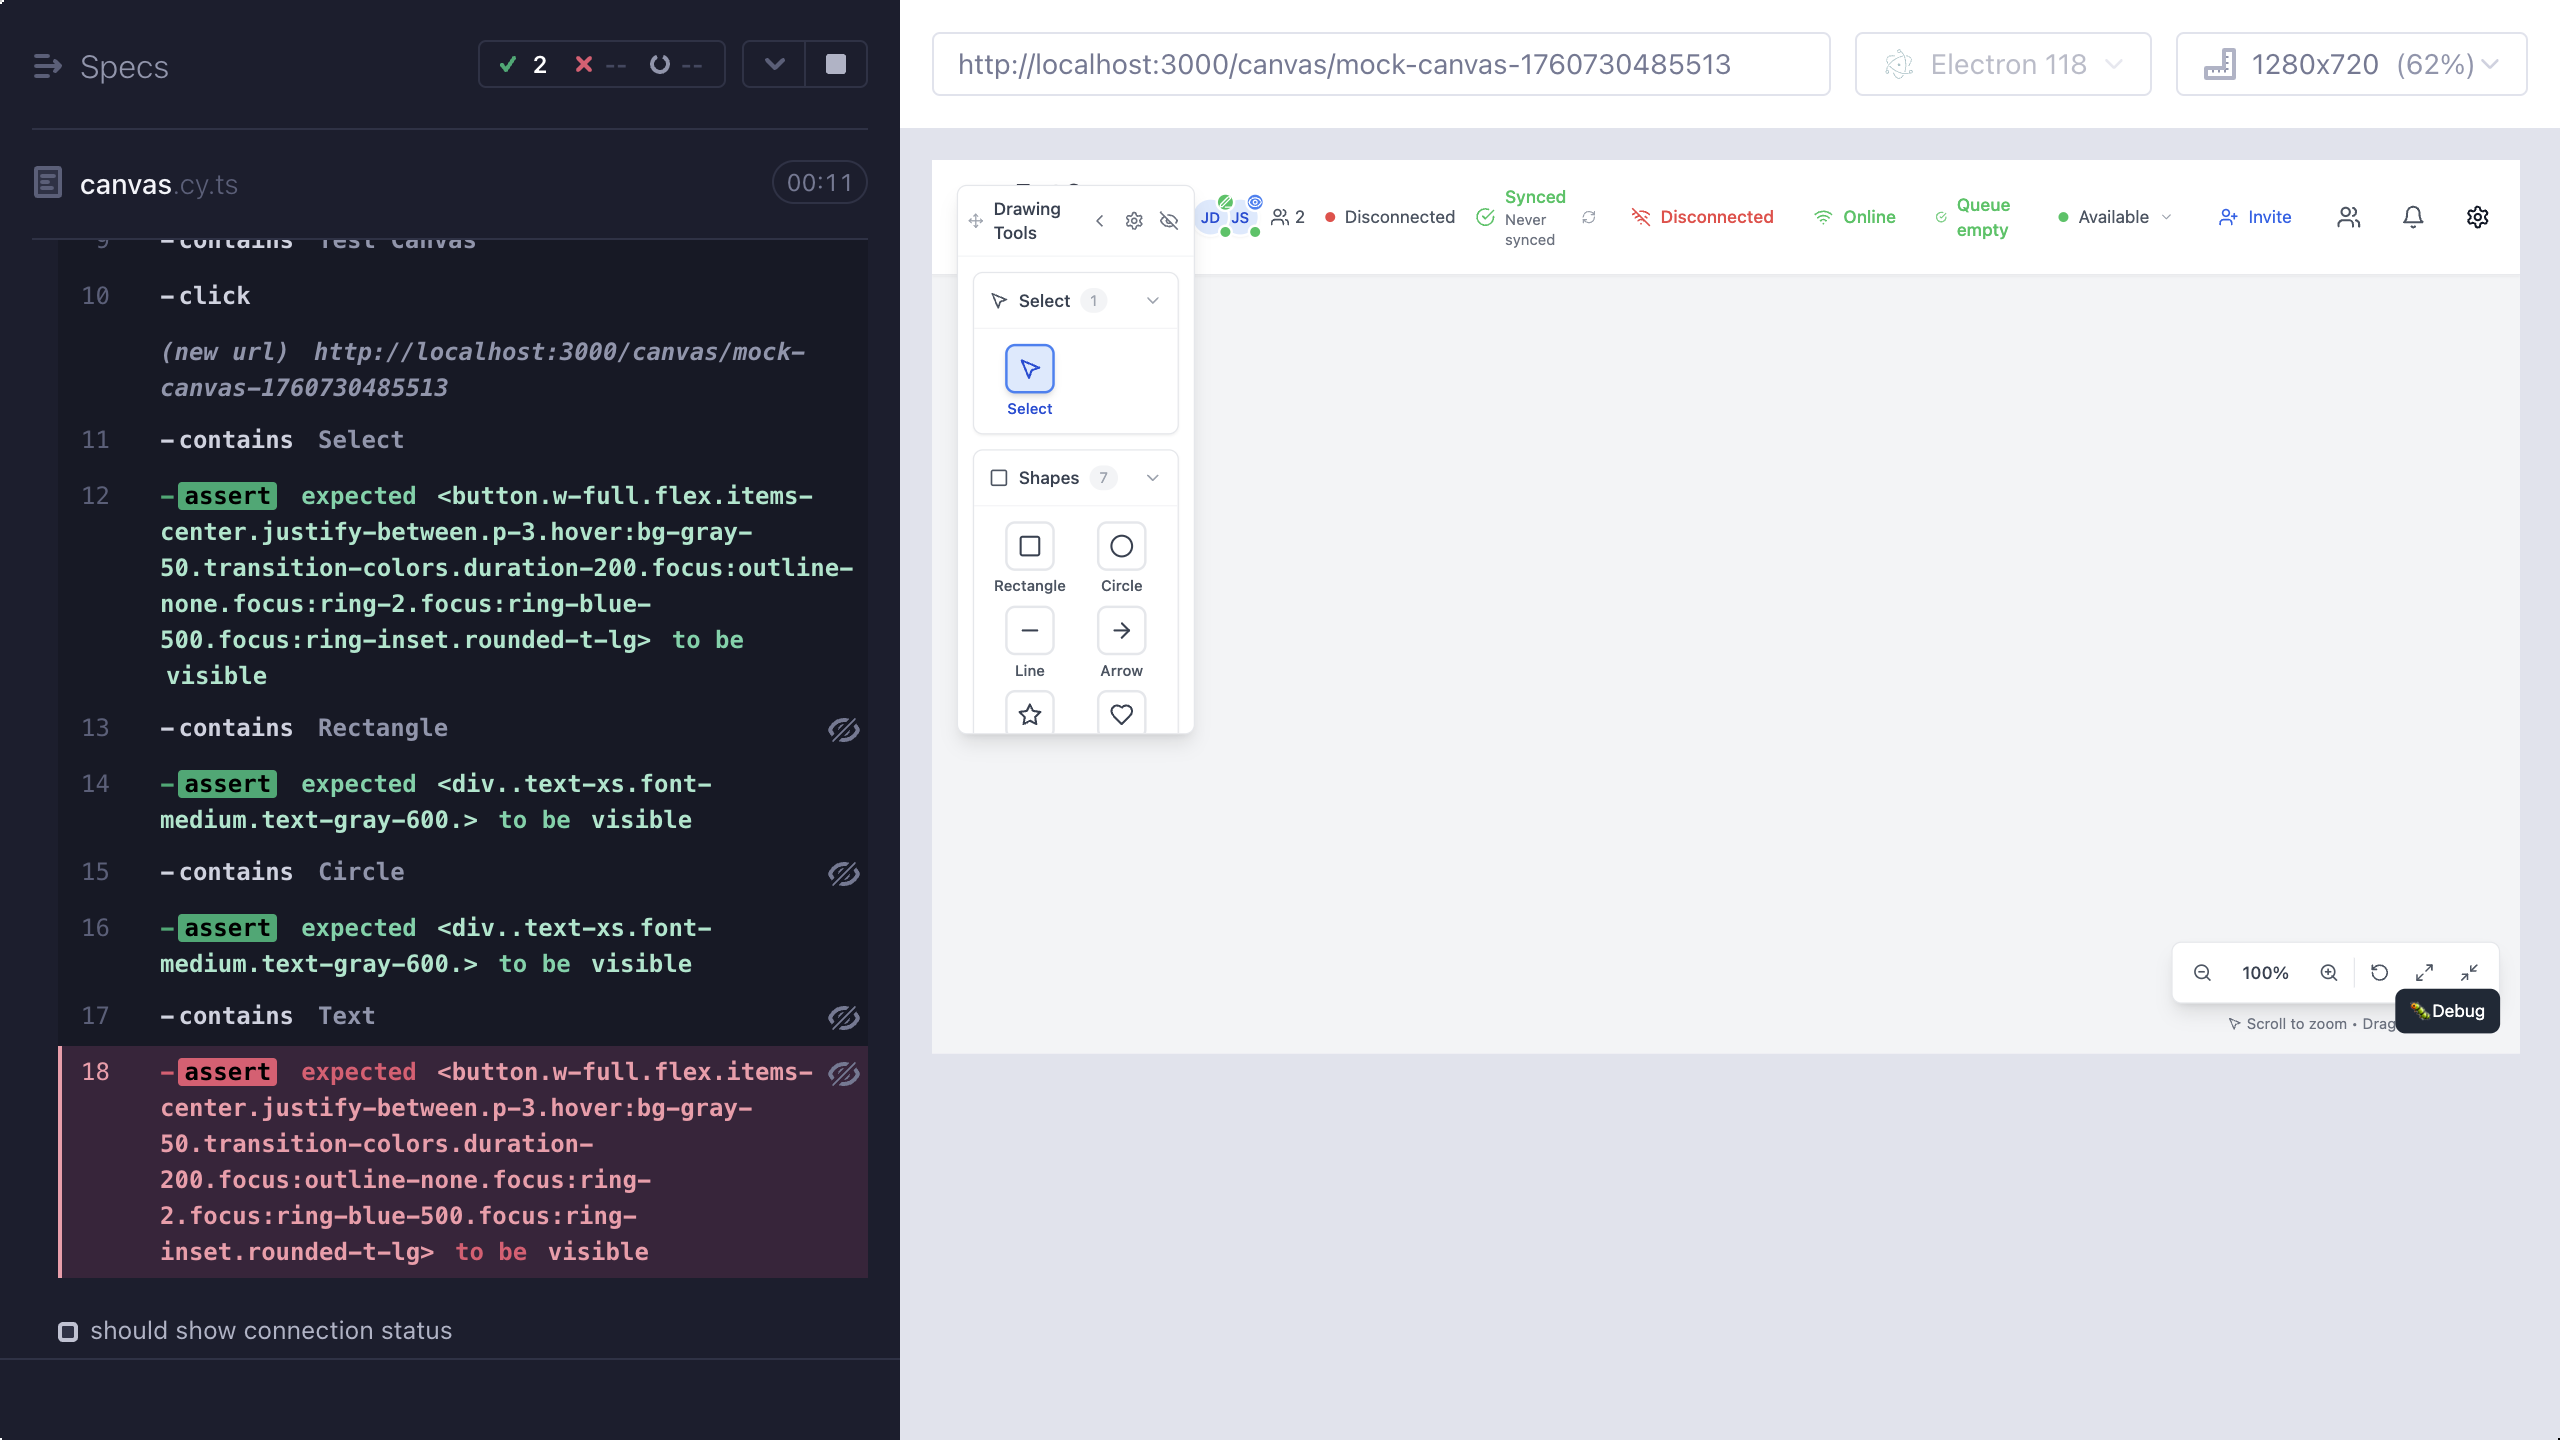 Specs
2 -- --
canvas.cy.ts
00:11
9 -contains Test Canvas
10 -click
(new url) http://localhost:3000/canvas/mock-
canvas-1760730485513
11 -contains Select
12 -assert expected <button.w-full.flex.items-
center.justify-between.p-3.hover:bg-gray-
50.transition-colors.duration-200.focus:outline-
none.focus:ring-2.focus:ring-blue-
500.focus:ring-inset.rounded-t-lg> to be
visible
13 -contains Rectangle
14 -assert expected <div..text-xs.font-
medium.text-gray-600.> to be visible
15 -contains Circle
16 -assert expected <div..text-xs.font-
medium.text-gray-600.> to be visible
17 -contains Text
18 -assert expected <button.w-full.flex.items-
center.justify-between.p-3.hover:bg-gray-
50.transition-colors.duration-
200.focus:outline-none.focus:ring-
2.focus:ring-blue-500.focus:ring-
inset.rounded-t-lg> to be visible
should show connection status
http://localhost:3000/canvas/mock-canvas-1760730485513
Electron 118
1280x720 (62%)
Drawing
Tools
JD JS 2
Disconnected
Synced
Never
synced
Disconnected
Online
Queue
empty
Available
Invite
Select 1
Select
Shapes 7
Rectangle Circle
Line Arrow
100%
Scroll to zoom • Drag
🐛Debug